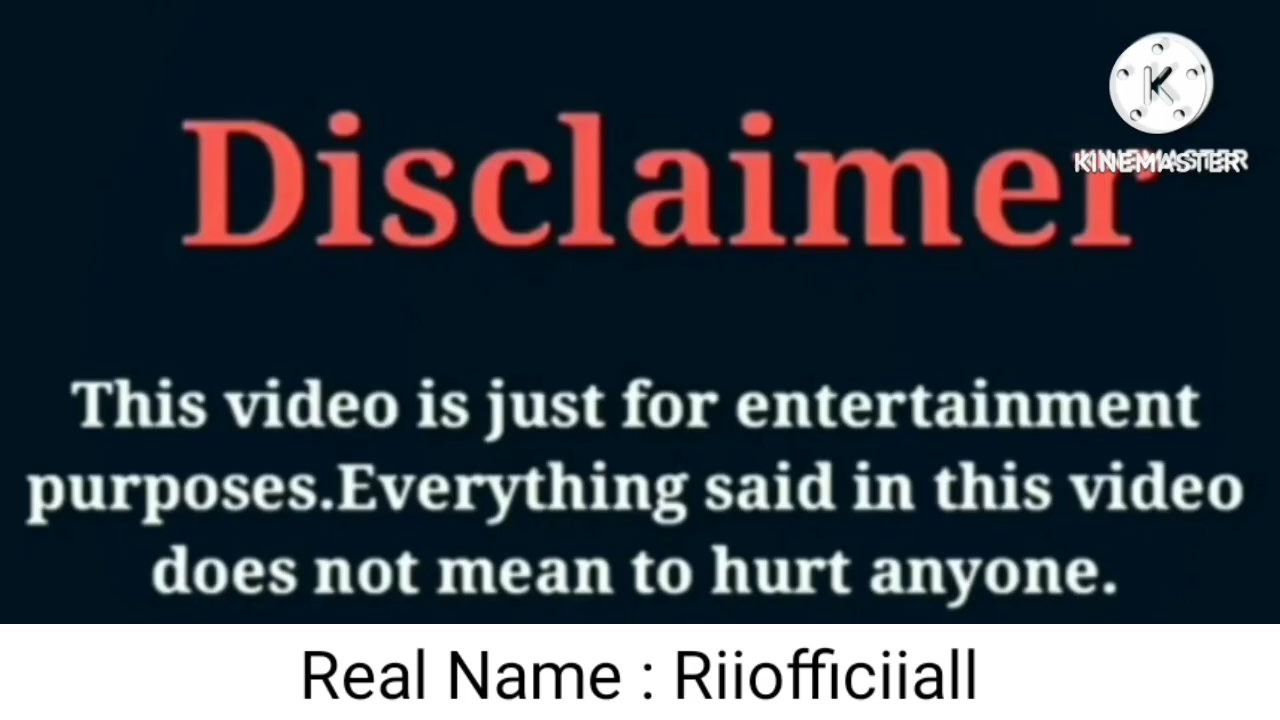 K
KINEMASTER
Disclaimer
This video is just for entertainment
purposes.Everything said in this video
does not mean to hurt anyone.
Real Name : Riiofficiiall